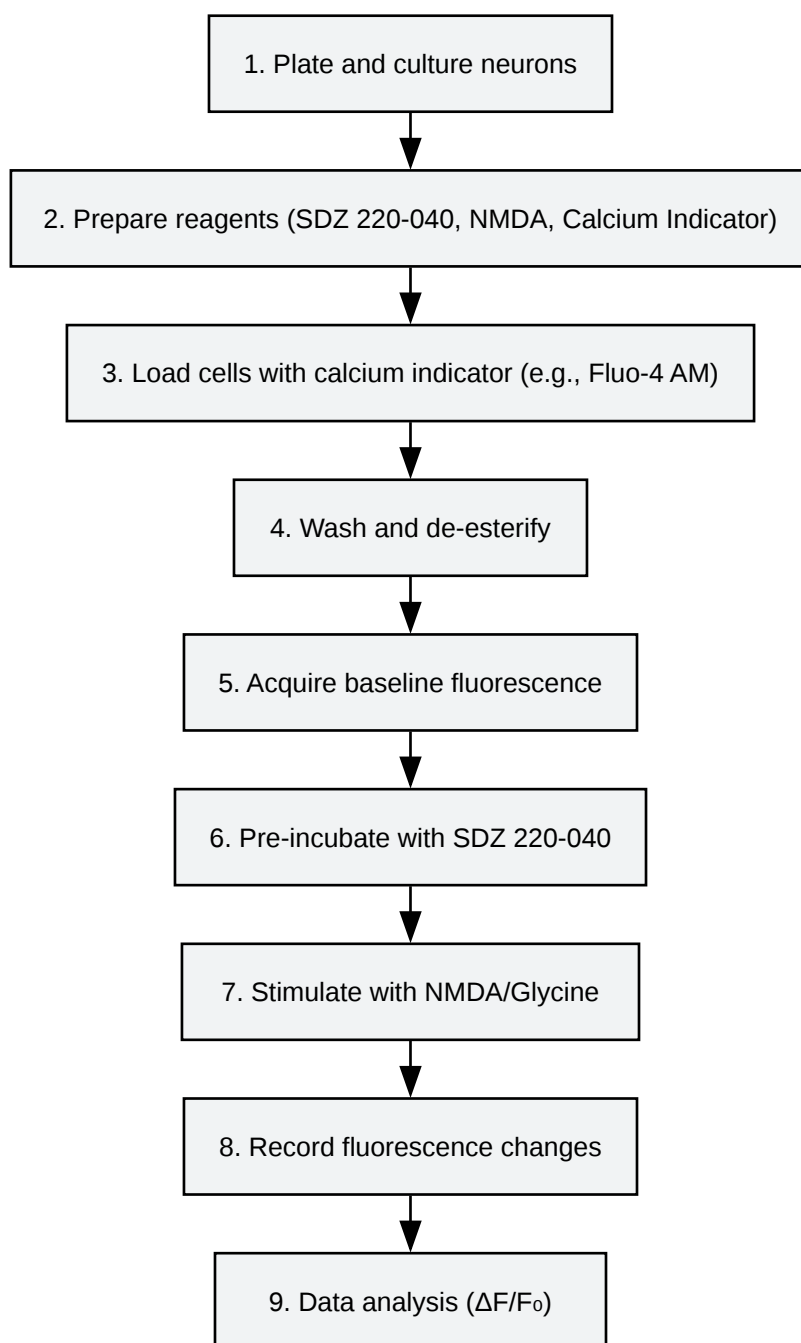 1. Plate and culture neurons
2. Prepare reagents (SDZ 220-040, NMDA, Calcium Indicator)
3. Load cells with calcium indicator (e.g., Fluo-4 AM)
4. Wash and de-esterify
5. Acquire baseline fluorescence
6. Pre-incubate with SDZ 220-040
7. Stimulate with NMDA/Glycine
8. Record fluorescence changes
9. Data analysis (ΔF/F₀)